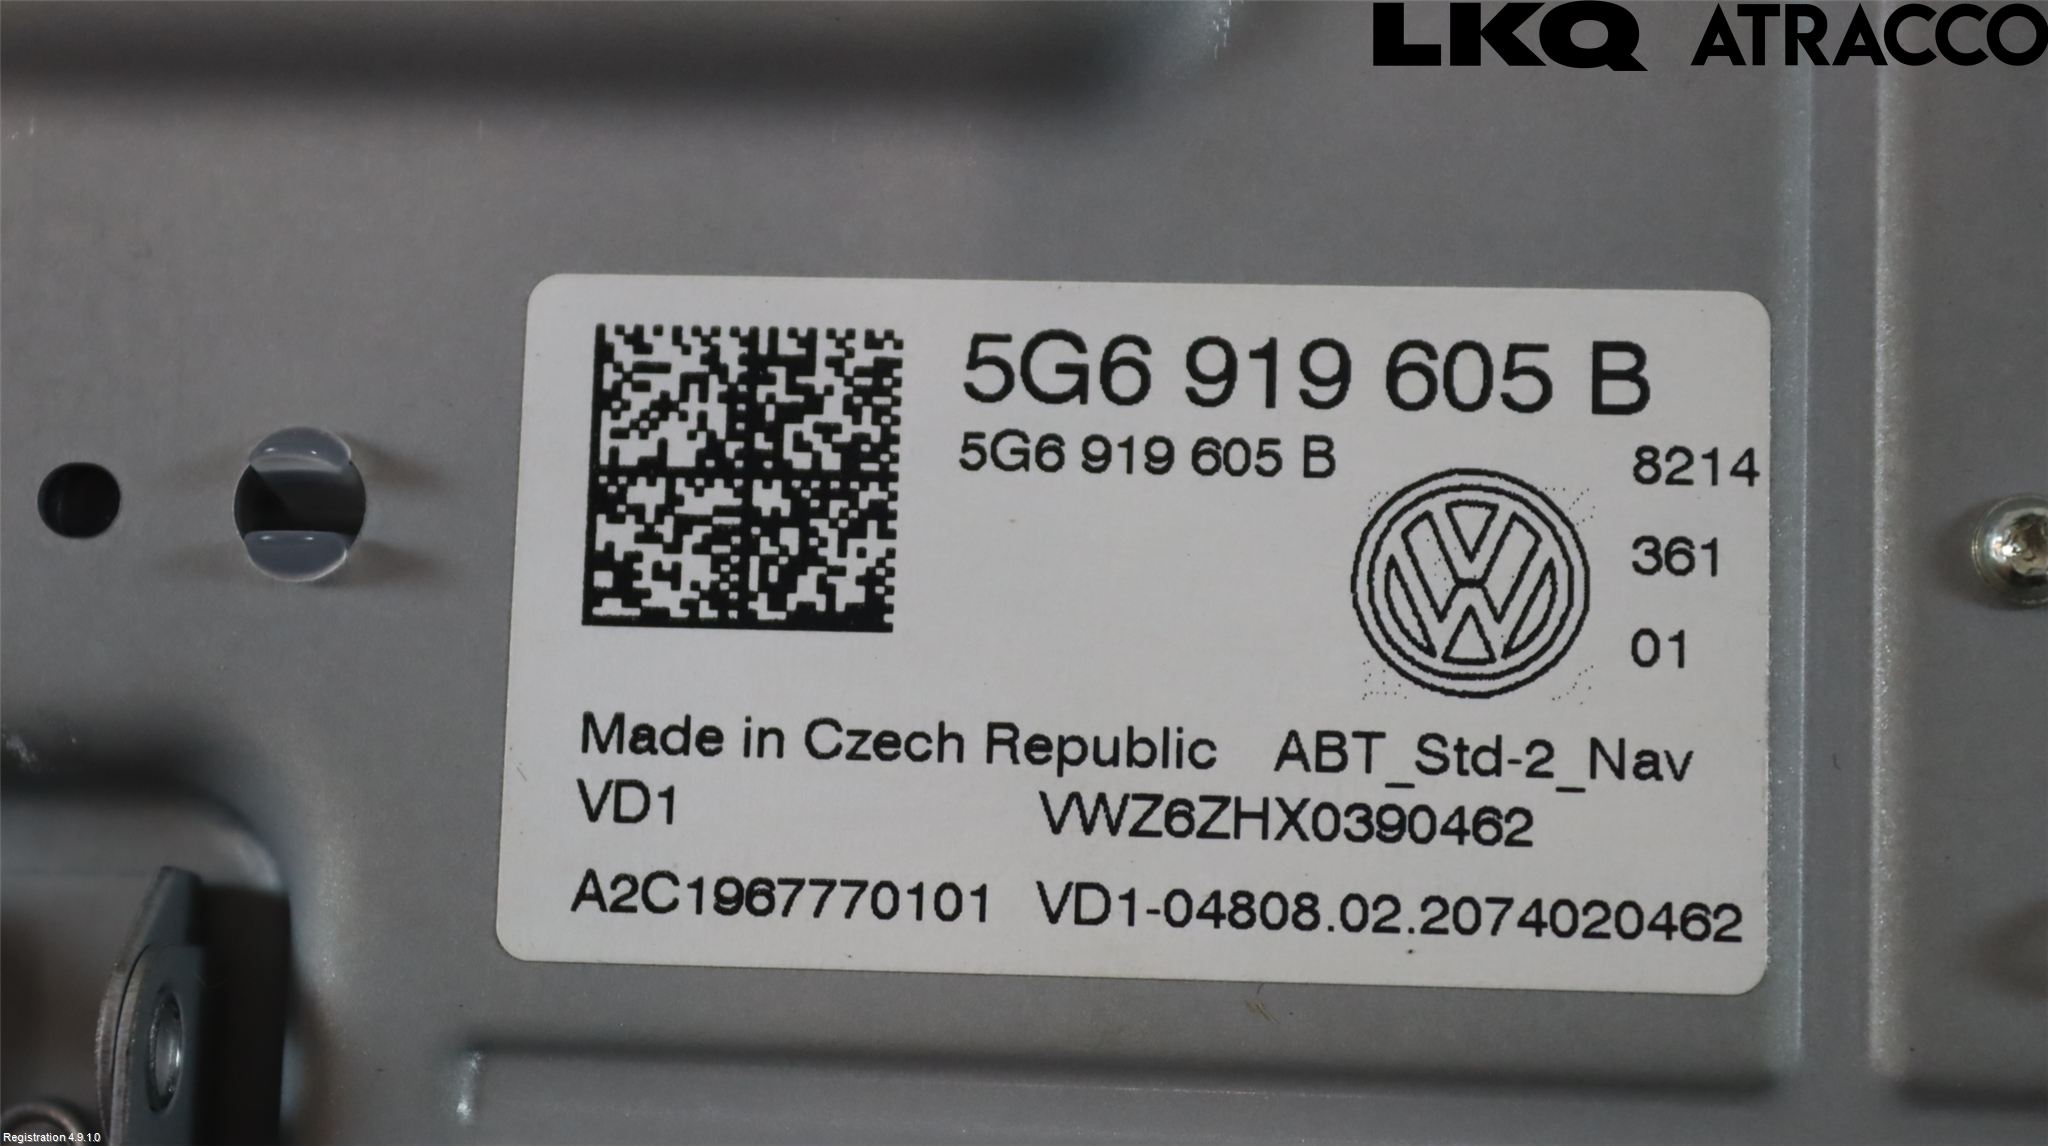 LKQ ATRACCO
5G6 919 605 B
5G6 919 605 B
8214
361
01
Made in Czech Republic ABT_Std-2_Nav
VD1 VWZ6ZHX0390462
A2C1967770101 VD1-04808.02.2074020462
Registration 4.9.1.0